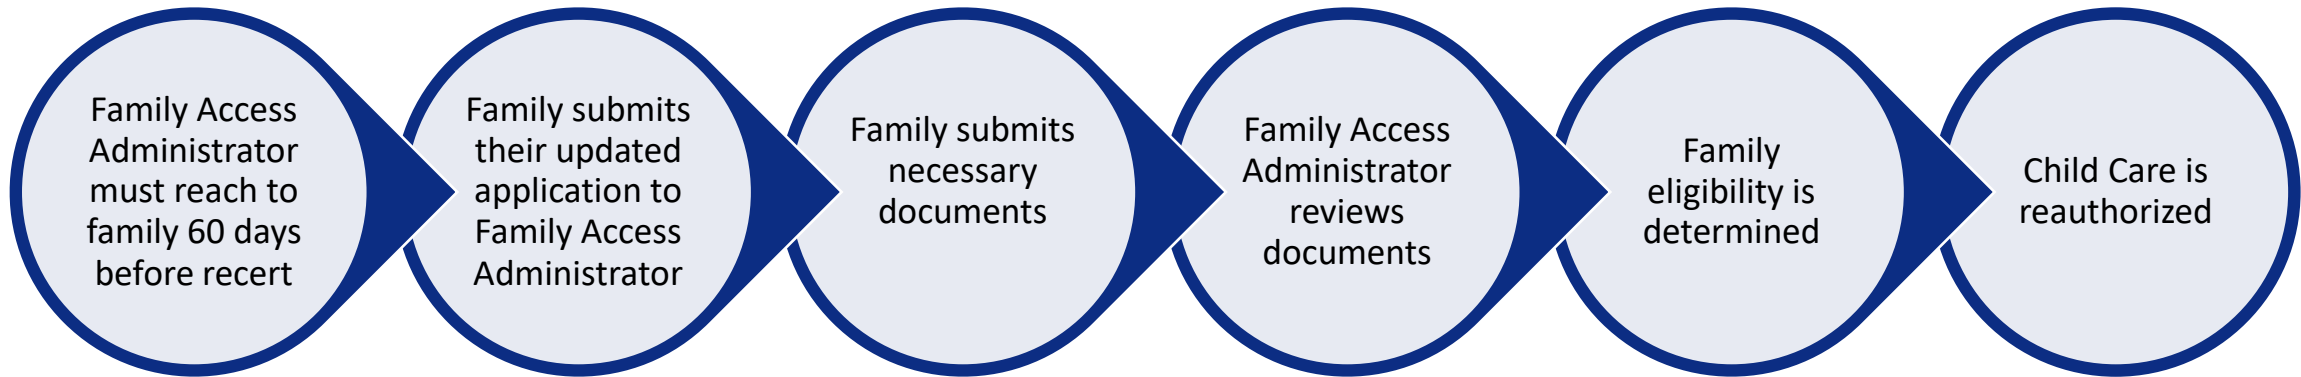 Family Access
Administrator
must reach to
family 60 days
before recert
Family submits
their updated
application to
Family Access
Administrator
Family submits
necessary
documents
Family Access
Administrator
reviews
documents
Family
eligibility is
determined
Child Care is
reauthorized